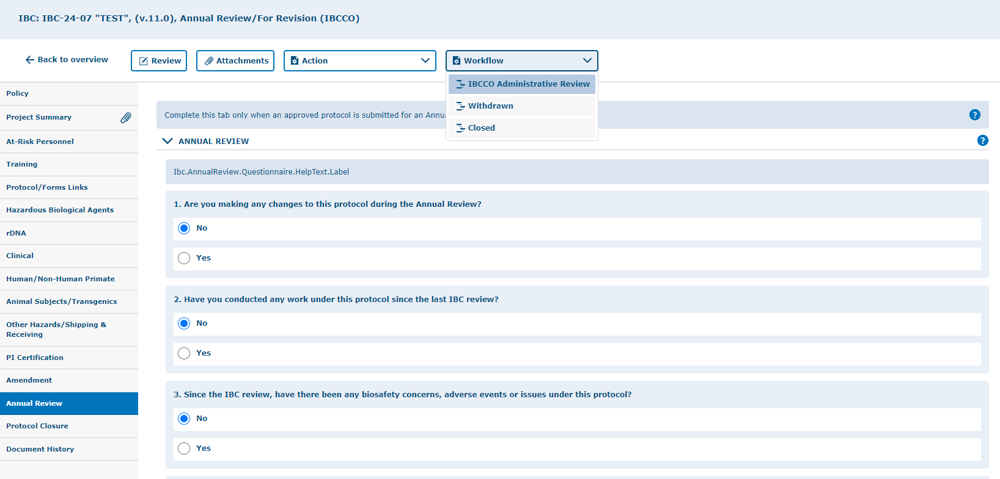 IBC: IBC-24-07 "TEST", (v.11.0), Annual Review/For Revision (IBCCO)
Back to overview
Review
Attachments
Action
Workflow
IBCCO Administrative Review
Withdrawn
Closed
Policy
Project Summary
At-Risk Personnel
Training
Protocol/Forms Links
Hazardous Biological Agents
rDNA
Clinical
Human/Non-Human Primate
Animal Subjects/Transgenics
Other Hazards/Shipping &
Receiving
PI Certification
Amendment
Annual Review
Protocol Closure
Document History
Complete this tab only when an approved protocol is submitted for an Annu
?
ANNUAL REVIEW
?
Ibc.AnnualReview.Questionnaire.HelpText.Label
1. Are you making any changes to this protocol during the Annual Review?
No
Yes
2. Have you conducted any work under this protocol since the last IBC review?
No
Yes
3. Since the IBC review, have there been any biosafety concerns, adverse events or issues under this protocol?
No
Yes